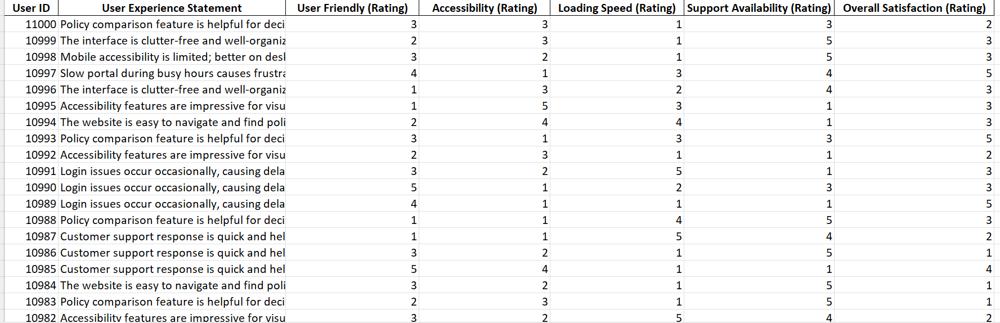 User ID User Experience Statement User Friendly (Rating) Accessibility (Rating) Loading Speed (Rating) Support Availability (Rating) Overall Satisfaction (Rating)
11000 Policy comparison feature is helpful for deci 3 3 1 3 2
10999 The interface is clutter-free and well-organiz 2 3 1 5 3
10998 Mobile accessibility is limited; better on des 3 2 1 5 3
10997 Slow portal during busy hours causes frustra 4 1 3 4 5
10996 The interface is clutter-free and well-organiz 1 3 2 4 3
10995 Accessibility features are impressive for visu 1 5 3 1 3
10994 The website is easy to navigate and find poli 2 4 4 1 3
10993 Policy comparison feature is helpful for deci 3 1 3 3 5
10992 Accessibility features are impressive for visu 2 3 1 1 2
10991 Login issues occur occasionally, causing dela 3 2 5 1 3
10990 Login issues occur occasionally, causing dela 5 1 2 3 3
10989 Login issues occur occasionally, causing dela 4 1 1 1 5
10988 Policy comparison feature is helpful for deci 1 1 4 5 3
10987 Customer support response is quick and hel 1 1 5 4 2
10986 Customer support response is quick and hel 3 2 1 5 1
10985 Customer support response is quick and hel 5 4 1 1 4
10984 The website is easy to navigate and find poli 3 2 1 5 1
10983 Policy comparison feature is helpful for deci 2 3 1 5 1
10982 Accessibility features are impressive for visu 3 2 5 4 2